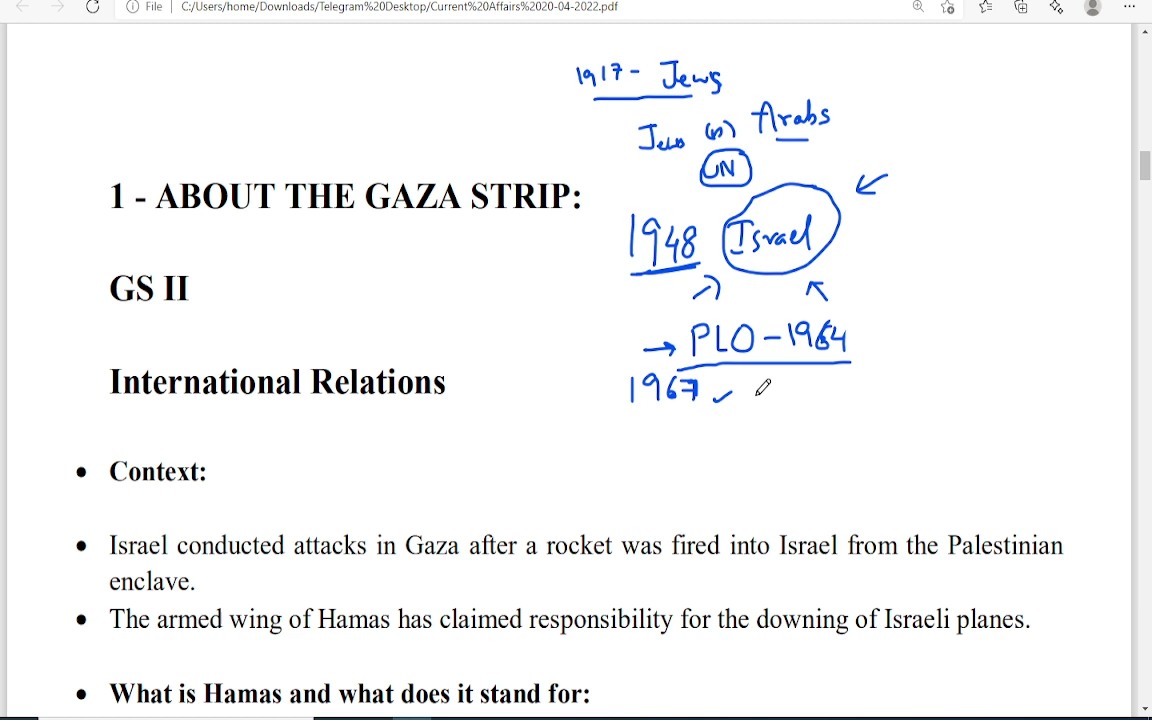 File | C:/Users/home/Downloads/Telegram%20Desktop/Current%20Affairs%2020-04-2022.pdf
1917 - Jews
Jews (n) Arabs
UN
1 - ABOUT THE GAZA STRIP:
1948 Israel
GS II
→ PLO - 1964
International Relations
1967 ✓
• Context:
• Israel conducted attacks in Gaza after a rocket was fired into Israel from the Palestinian
enclave.
• The armed wing of Hamas has claimed responsibility for the downing of Israeli planes.
• What is Hamas and what does it stand for: